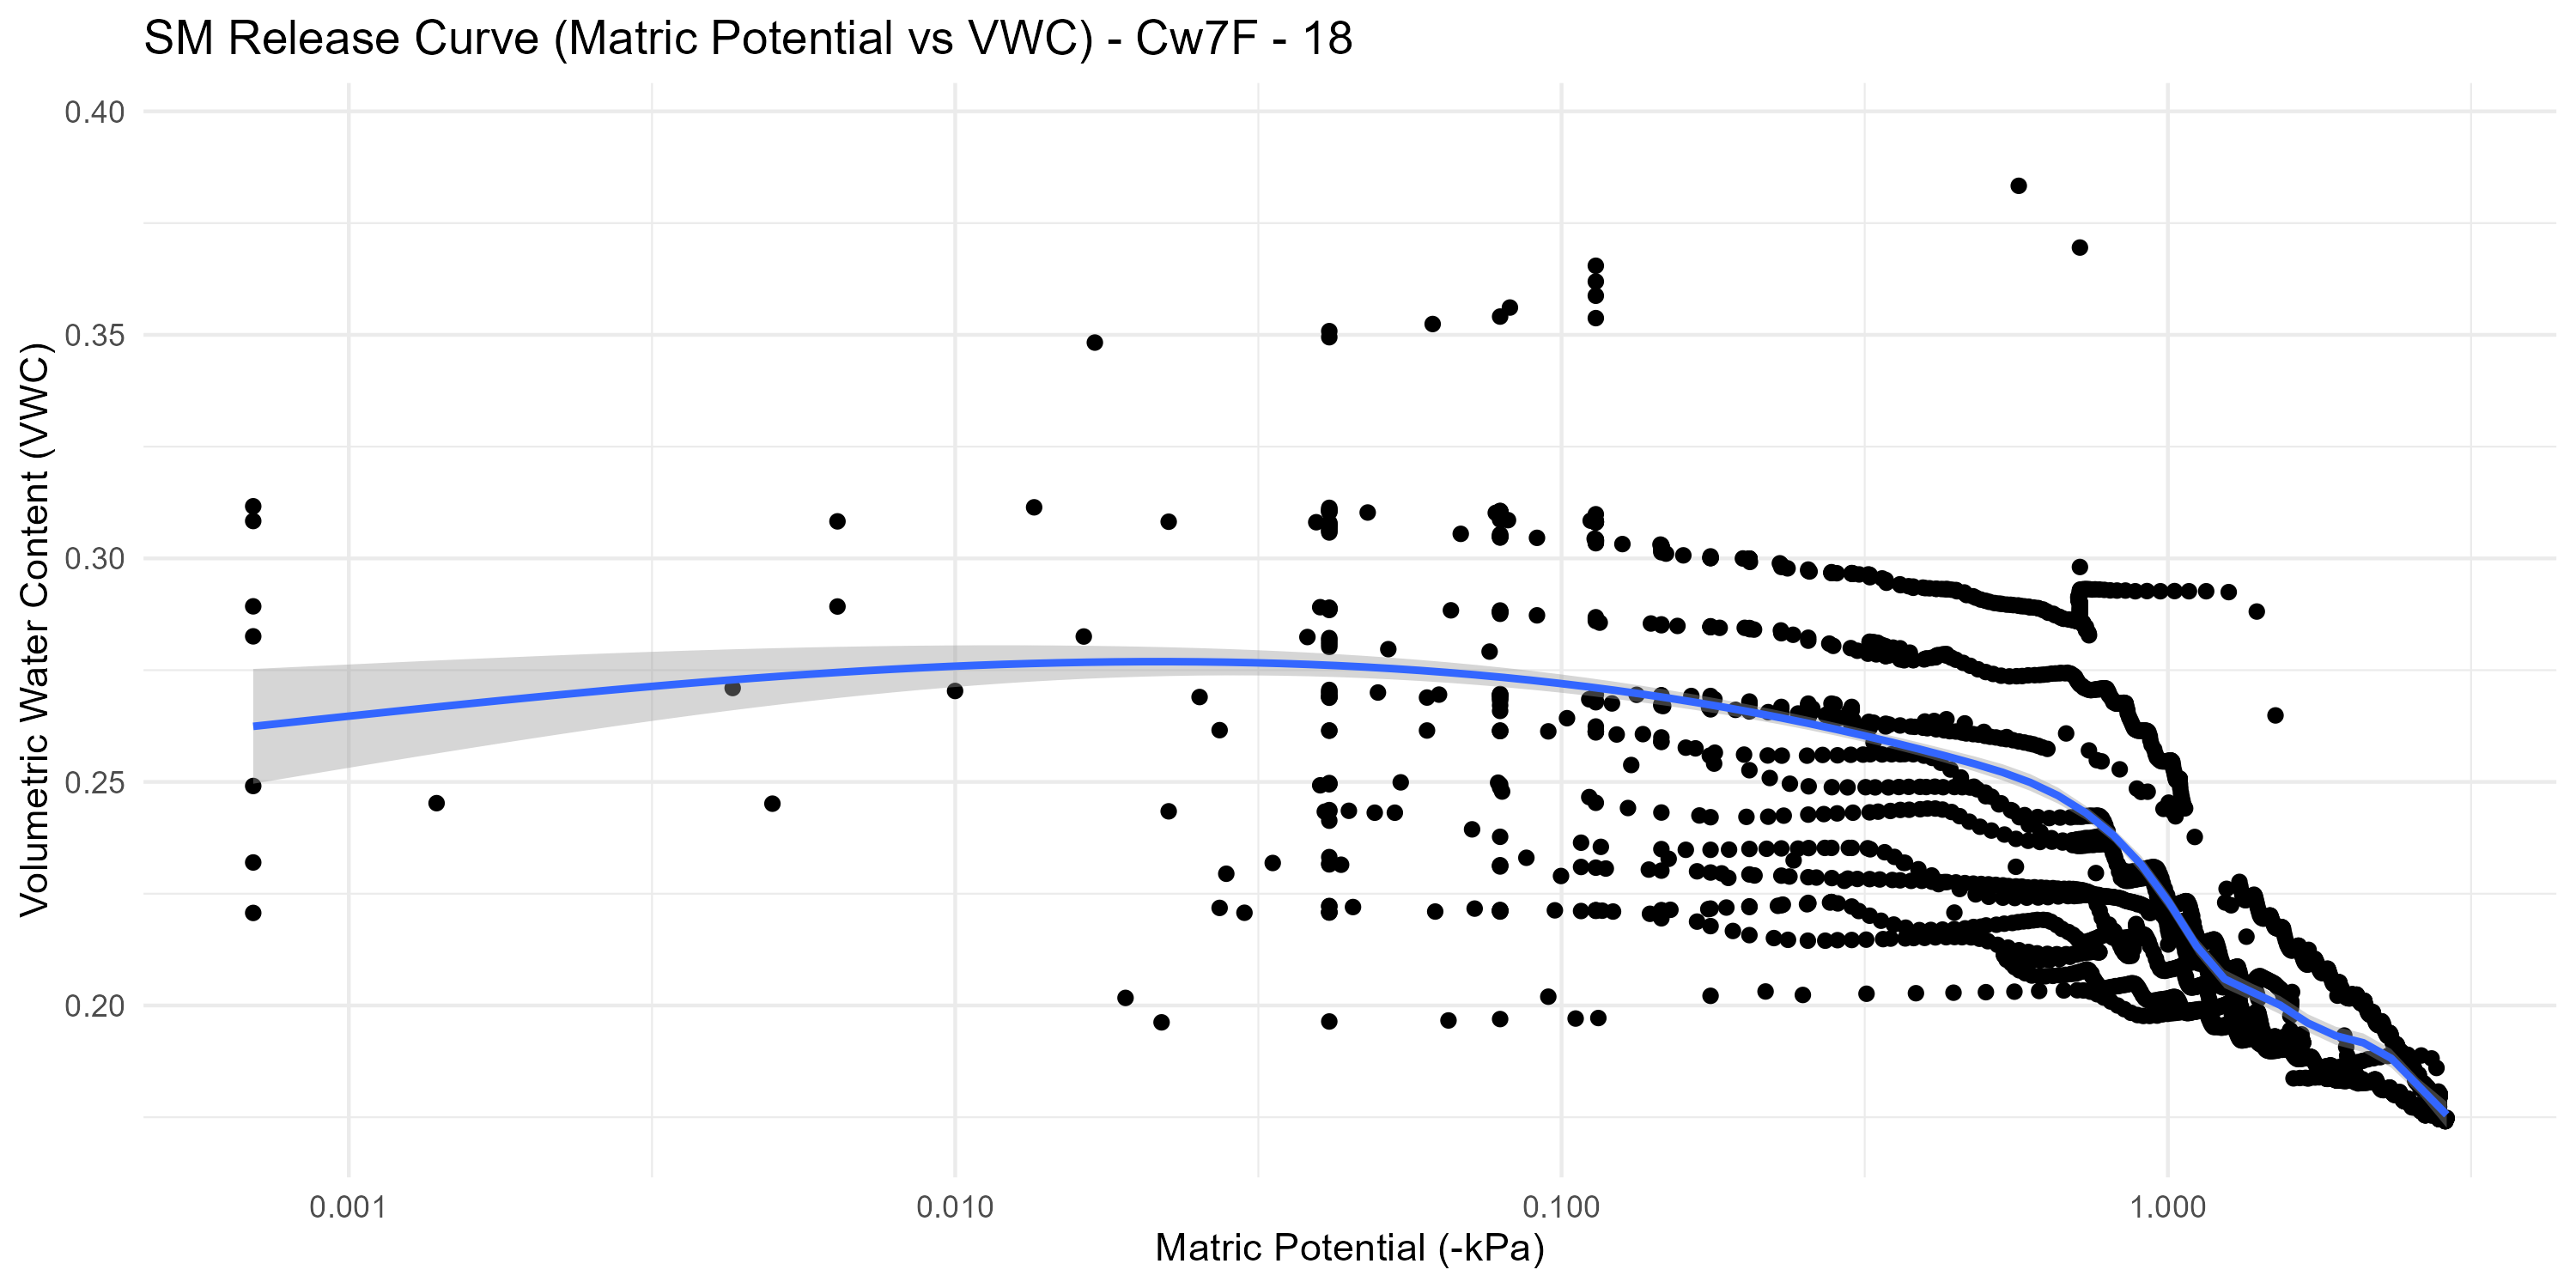 SM Release Curve (Matric Potential vs VWC) - Cw7F - 18
Volumetric Water Content (VWC)
0.40
0.35
0.30
0.25
0.20
0.001 0.010 0.100 1.000
Matric Potential (-kPa)